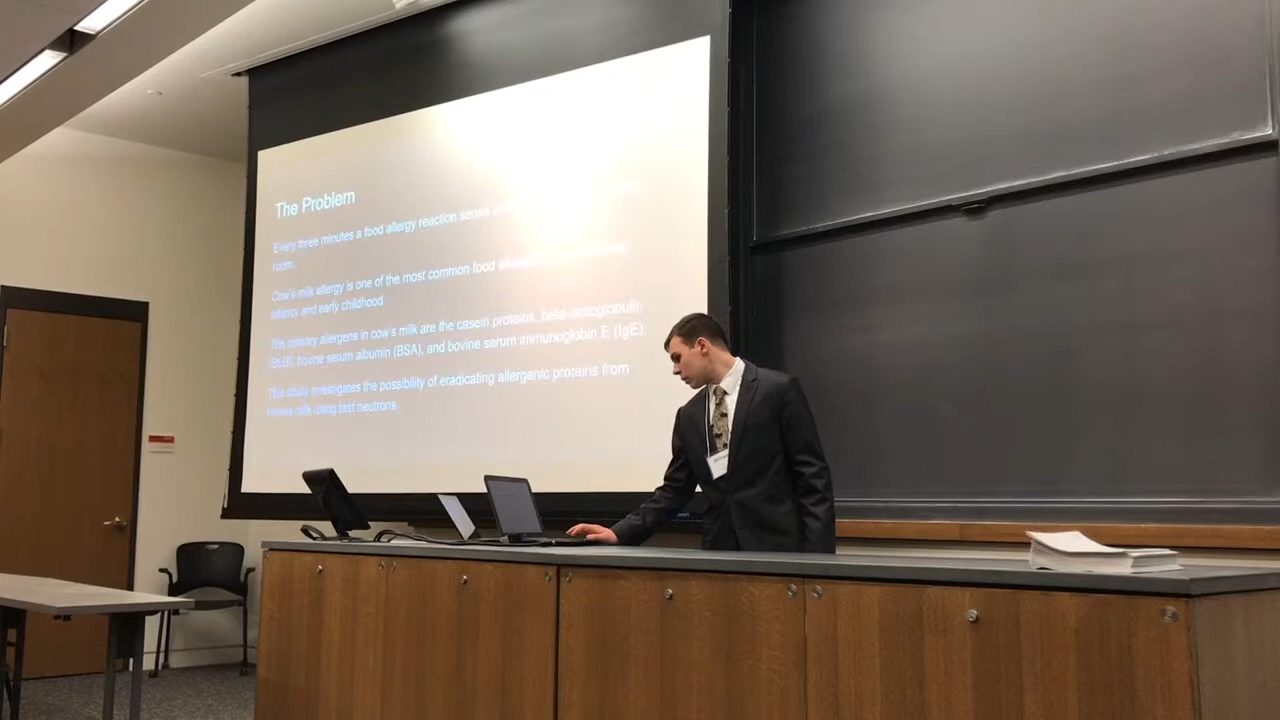 The Problem
Every three minutes a food allergy reaction sends
room.
Cow's milk allergy is one of the most common food
infancy and early childhood
The primary allergens in cow's milk are the casein proteins, beta-lactoglobulin
(BLG), bovine serum albumin (BSA), and bovine serum immunoglobin E (IgE).
This study investigates the possibility of eradicating allergenic proteins from
milk using fast neutrons